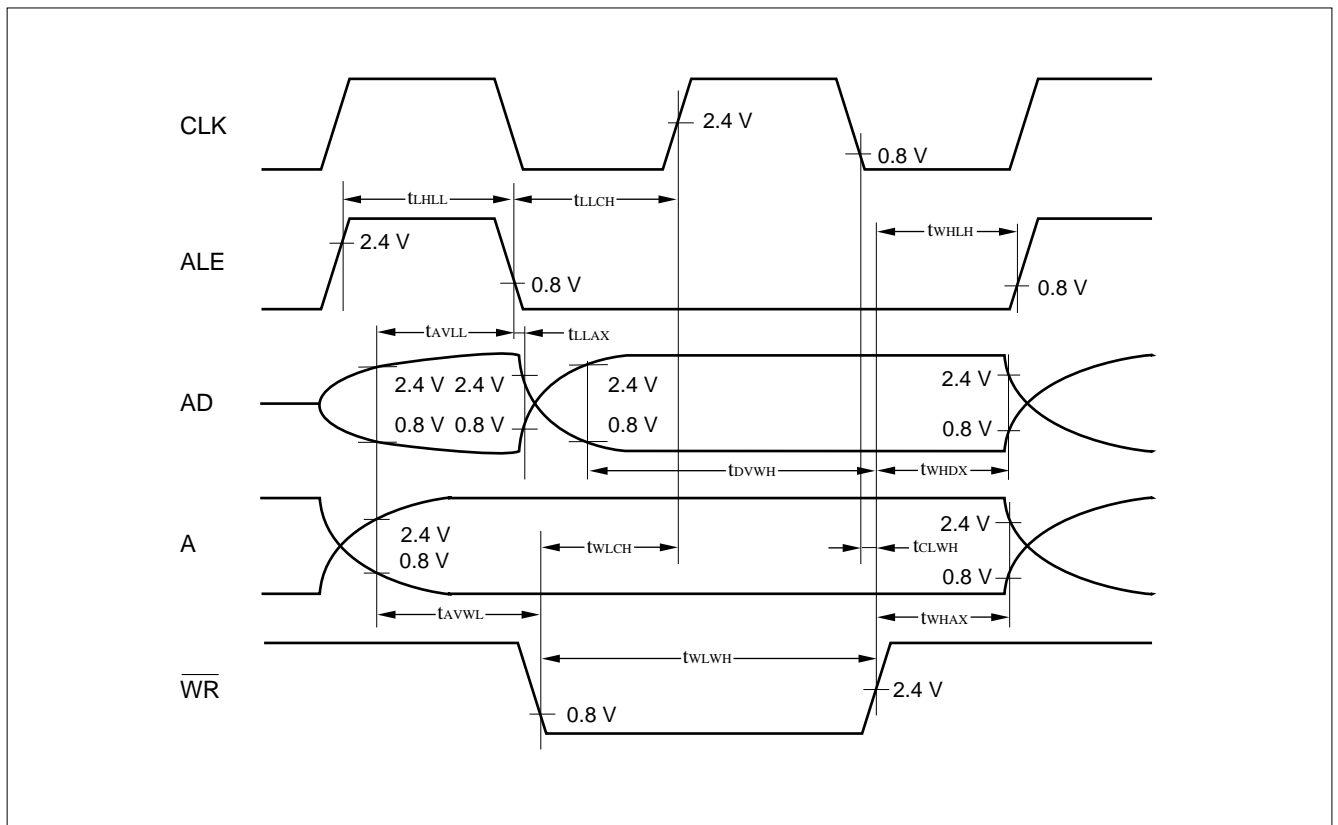 CLK
2.4 V
0.8 V
tLHLL
tLLCH
tWHLH
ALE
2.4 V
0.8 V
0.8 V
tAVLL
tLLAX
AD
2.4 V 2.4 V
2.4 V
2.4 V
0.8 V 0.8 V
0.8 V
0.8 V
tDVWH
tWHDX
A
2.4 V
0.8 V
2.4 V
0.8 V
tWLCH
tCLWH
tAVWL
tWHAX
tWLWH
WR
0.8 V
2.4 V